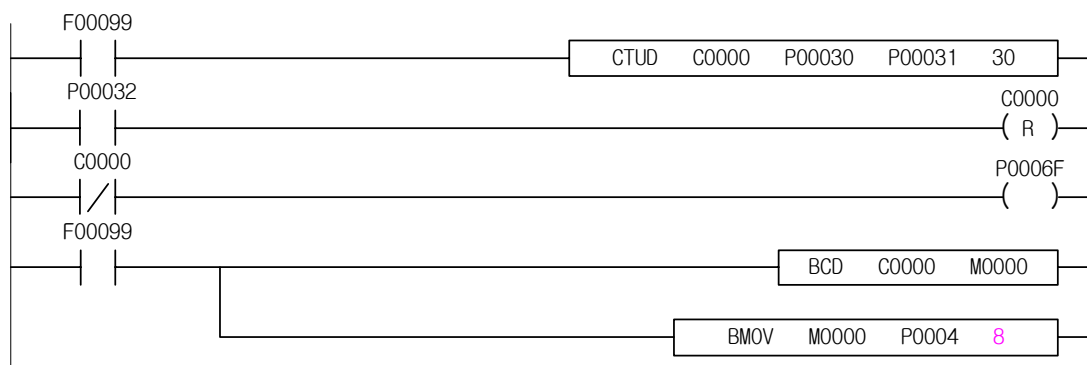 F00099
CTUD C0000 P00030 P00031 30
P00032
C0000
R
C0000
P0006F
F00099
BCD C0000 M0000
BMOV M0000 P0004 8